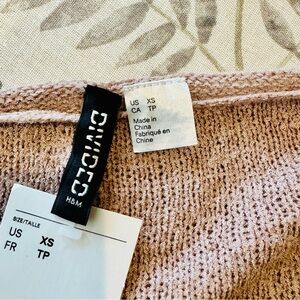 DIVIDED
H&M
US XS
CA TP
Made in
China
Fabriqué en
Chine
SIZE/TAILLE
US XS
FR TP